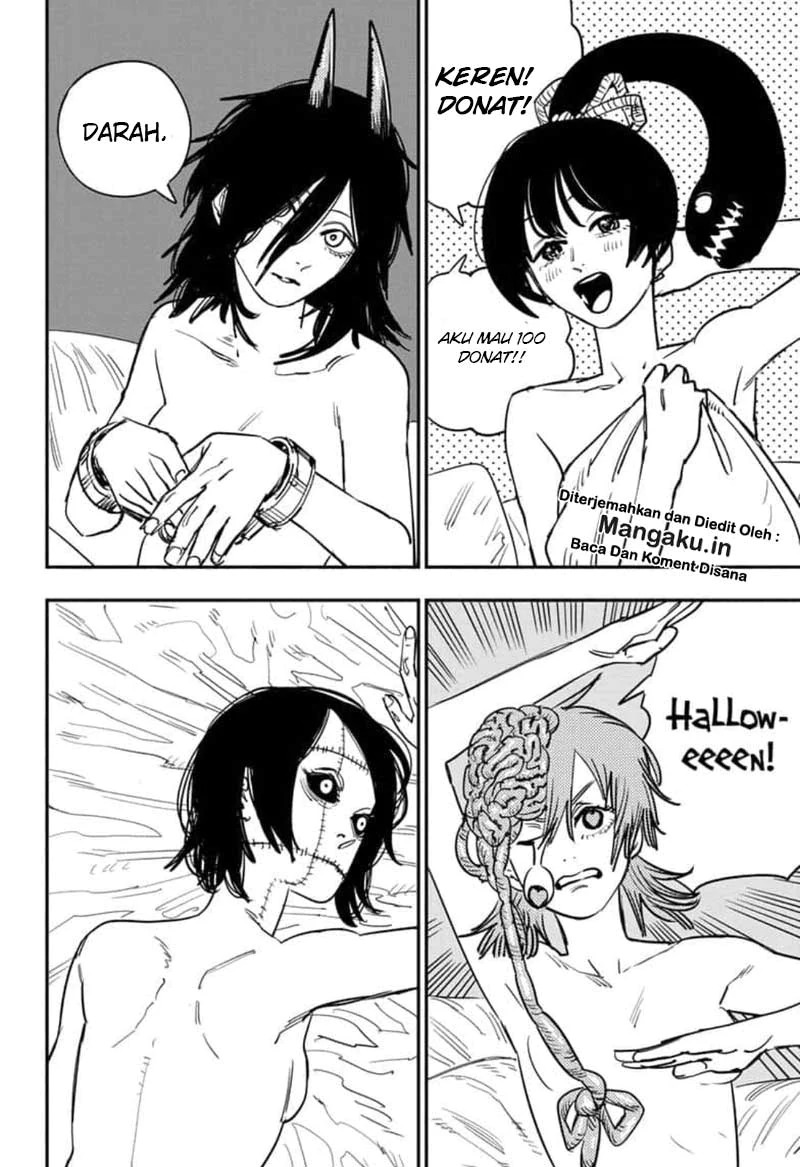 DARAH.
KEREN!
DONAT!
AKU MAU 100
DONAT!!
Diterjemahkan dan Diedit Oleh :
Mangaku.in
Baca Dan Koment Disana
HALLOW-
eeeeN!